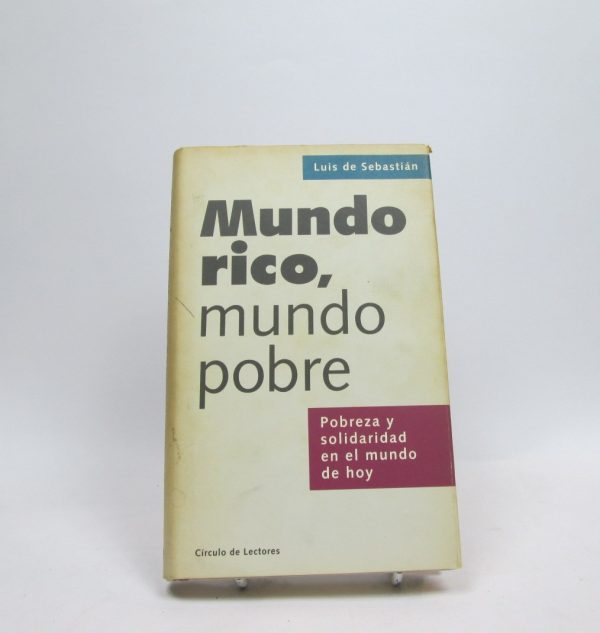 Luis de Sebastián
Mundo
rico,
mundo
pobre
Pobreza y
solidaridad
en el mundo
de hoy
Círculo de Lectores